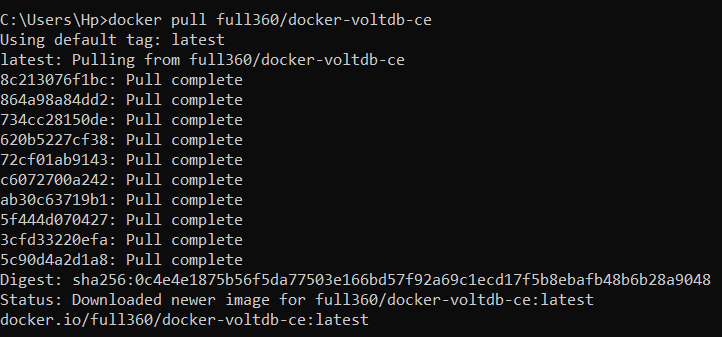 C:\Users\Hp>docker pull full360/docker-voltdb-ce
Using default tag: latest
latest: Pulling from full360/docker-voltdb-ce
8c213076f1bc: Pull complete
864a98a84dd2: Pull complete
734cc28150de: Pull complete
620b5227cf38: Pull complete
72cf01ab9143: Pull complete
c6072700a242: Pull complete
ab30c63719b1: Pull complete
5f444d070427: Pull complete
3cfd33220efa: Pull complete
5c90d4a2d1a8: Pull complete
Digest: sha256:0c4e4e1875b56f5da77503e166bd57f92a69c1ecd17f5b8ebafb48b6b28a9048
Status: Downloaded newer image for full360/docker-voltdb-ce:latest
docker.io/full360/docker-voltdb-ce:latest